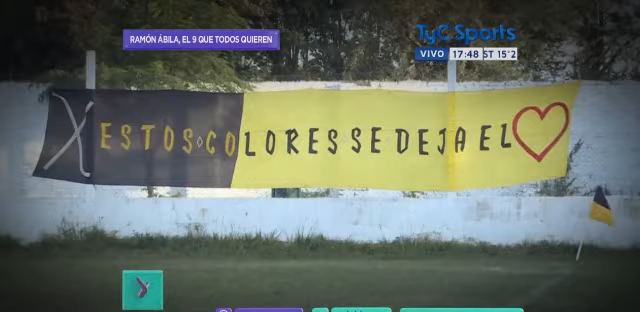 RAMÓN ÁBILA, EL 9 QUE TODOS QUIEREN
TyC Sports
VIVO 17:48 ST 15°2
X ESTOS COLORES SE DEJA EL